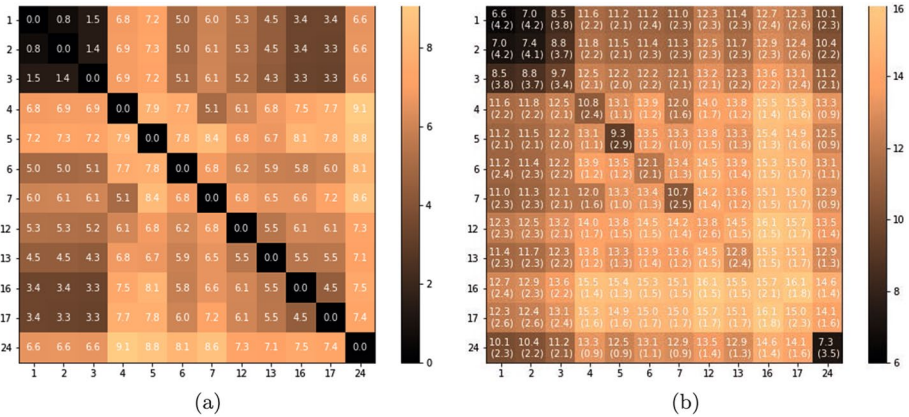 1 0.0 0.8 1.5 6.8 7.2 5.0 6.0 5.3 4.5 3.4 3.4 6.6
2 0.8 0.0 1.4 6.9 7.3 5.0 6.1 5.3 4.5 3.4 3.4 6.6
3 1.5 1.4 0.0 6.9 7.2 5.1 6.1 5.2 4.3 3.3 3.3 6.6
4 6.8 6.9 6.9 0.0 7.9 7.7 5.1 6.1 6.8 7.5 7.7 9.1
5 7.2 7.3 7.2 7.9 0.0 7.8 8.4 6.8 6.7 8.1 7.8 8.8
6 5.0 5.0 5.1 7.7 7.8 0.0 6.8 6.2 5.9 5.8 6.0 8.1
7 6.0 6.1 6.1 5.1 8.4 6.8 0.0 6.8 6.5 6.6 7.2 8.6
12 5.3 5.3 5.2 6.1 6.8 6.2 6.8 0.0 5.5 6.1 6.1 7.3
13 4.5 4.5 4.3 6.8 6.7 5.9 6.5 5.5 0.0 5.5 5.5 7.1
16 3.4 3.4 3.3 7.5 8.1 5.8 6.6 6.1 5.5 0.0 4.5 7.5
17 3.4 3.3 3.3 7.7 7.8 6.0 7.2 6.1 5.5 4.5 0.0 7.4
24 6.6 6.6 6.6 9.1 8.8 8.1 8.6 7.3 7.1 7.5 7.4 0.0
1 2 3 4 5 6 7 12 13 16 17 24
8
6
4
2
0
(a)
1 6.6 7.0 8.5 11.6 11.2 11.2 11.0 12.3 11.4 12.7 12.3 10.1
(4.2) (4.2) (3.8) (2.2) (2.1) (2.4) (2.3) (2.3) (2.3) (2.4) (2.6) (2.3)
2 7.0 7.4 8.8 11.8 11.5 11.4 11.3 12.5 11.7 12.9 12.4 10.4
(4.2) (4.1) (3.7) (2.2) (2.1) (2.3) (2.3) (2.3) (2.3) (2.3) (2.6) (2.2)
3 8.5 8.8 9.7 12.5 12.2 12.2 12.1 13.2 12.3 13.6 13.1 11.2
(3.8) (3.7) (3.4) (2.1) (2.0) (2.2) (2.1) (2.1) (2.2) (2.2) (2.4) (2.1)
4 11.6 11.8 12.5 10.8 13.1 13.9 12.0 14.0 13.8 15.5 15.3 13.3
(2.2) (2.2) (2.1) (2.4) (1.1) (1.2) (1.6) (1.7) (1.2) (1.4) (1.6) (0.9)
5 11.2 11.5 12.2 13.1 9.3 13.5 13.3 13.8 13.3 15.4 14.9 12.5
(2.1) (2.1) (2.0) (1.1) (2.9) (1.2) (1.0) (1.5) (1.3) (1.3) (1.6) (0.9)
6 11.2 11.4 12.2 13.9 13.5 12.1 13.4 14.5 13.9 15.3 15.0 13.1
(2.4) (2.3) (2.2) (1.2) (1.2) (2.1) (1.3) (1.5) (1.4) (1.5) (1.7) (1.1)
7 11.0 11.3 12.1 12.0 13.3 13.4 10.7 14.2 13.6 15.1 15.0 12.9
(2.3) (2.3) (2.1) (1.6) (1.0) (1.3) (2.5) (1.4) (1.2) (1.5) (1.7) (0.9)
12 12.3 12.5 13.2 14.0 13.8 14.5 14.2 13.8 14.5 16.1 15.7 13.5
(2.3) (2.3) (2.1) (1.7) (1.5) (1.5) (1.4) (2.6) (1.2) (1.5) (1.7) (1.4)
13 11.4 11.7 12.3 13.8 13.3 13.9 13.6 14.5 12.8 15.5 15.1 12.9
(2.3) (2.3) (2.2) (1.2) (1.3) (1.4) (1.2) (1.2) (2.4) (1.5) (1.7) (1.3)
16 12.7 12.9 13.6 15.5 15.4 15.3 15.1 16.1 15.5 15.7 16.1 14.6
(2.4) (2.3) (2.2) (1.4) (1.3) (1.5) (1.5) (1.5) (1.5) (2.1) (1.8) (1.4)
17 12.3 12.4 13.1 15.3 14.9 15.0 15.0 15.7 15.1 16.1 15.0 14.1
(2.6) (2.6) (2.4) (1.6) (1.6) (1.7) (1.7) (1.7) (1.7) (1.8) (2.3) (1.6)
24 10.1 10.4 11.2 13.3 12.5 13.1 12.9 13.5 12.9 14.6 14.1 7.3
(2.3) (2.2) (2.1) (0.9) (0.9) (1.1) (0.9) (1.4) (1.3) (1.4) (1.6) (3.5)
1 2 3 4 5 6 7 12 13 16 17 24
16
14
12
10
8
6
(b)